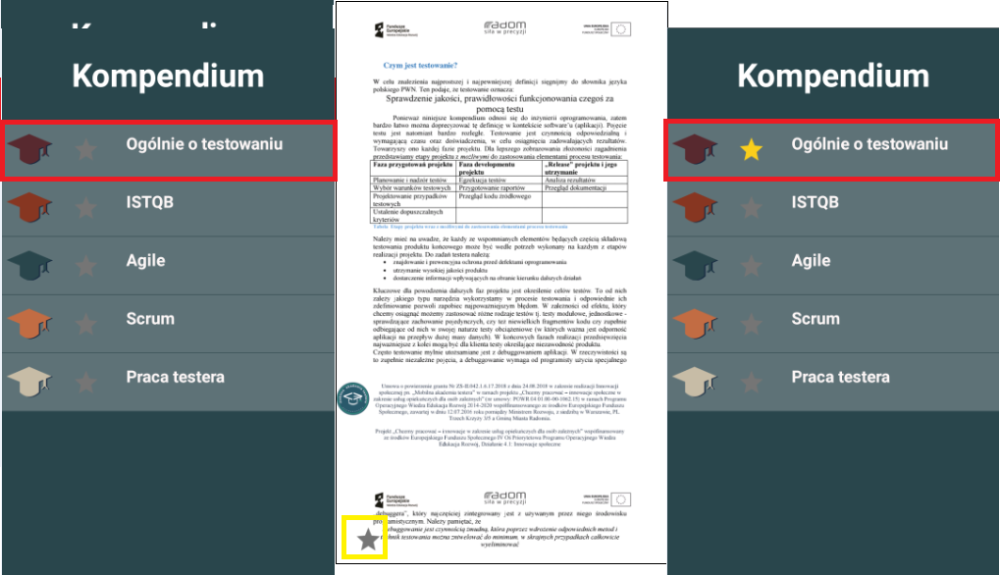 Kompendium
Ogólnie o testowaniu
ISTQB
Agile
Scrum
Praca testera
Fundusze
Europejskie
Radom
siła w precyzji
Czym jest testowanie?
W celu znalezienia najprostszej i najpewniejszej definicji sięgnijmy do słownika języka
polskiego PWN. Ten podaje, że testowanie oznacza:
Sprawdzenie jakości, prawidłowości funkcjonowania czegoś za
pomocą testu
Ponieważ niniejsze kompendium odnosi się do inżynierii oprogramowania, zatem
bardzo łatwo można doprecyzować tę definicję w kontekście software'u (aplikacji). Pojęcie
testu jest natomiast bardzo rozległe. Testowanie jest czynnością odpowiedzialną i
wymagającą czasu oraz doświadczenia, w celu osiągnięcia zadowalających rezultatów.
Towarzyszy ono każdej fazie projektu. Dla lepszego zobrazowania złożoności zagadnienia
przedstawiamy etapy projektu z możliwymi do zastosowania elementami procesu testowania:
Faza przygotowań projektu Faza developmentu projektu „Release" projektu i jego utrzymanie
Planowanie i nadzór testów Egzekucja testów Analiza rezultatów
Wybór warunków testowych Przygotowanie raportów Przegląd dokumentacji
Projektowanie przypadków testowych Przegląd kodu źródłowego
Ustalenie dopuszczalnych kryteriów
Tabela Etapy projektu wraz z możliwymi do zastosowania elementami procesu testowania
Należy mieć na uwadze, że każdy ze wspomnianych elementów będących częścią składową
testowania produktu końcowego może być wedle potrzeb wykonany na każdym z etapów
realizacji projektu. Do zadań testera należą:
• znajdowanie i prewencyjna ochrona przed defektami oprogramowania
• utrzymanie wysokiej jakości produktu
• dostarczenie informacji wpływających na obranie kierunku dalszych działań
Kluczowe dla powodzenia dalszych faz projektu jest określenie celów testów. To od nich
zależy jakiego typu narzędzia wykorzystamy w procesie testowania i odpowiednie ich
zdefiniowanie pozwoli zapobiec najpoważniejszym błędom. W zależności od efektu, który
chcemy osiągnąć możemy zastosować różne rodzaje testów tj. testy modułowe, jednostkowe -
sprawdzające zachowanie pojedynczych, czy też niewielkich fragmentów kodu czy zupełnie
odbiegające od nich w swojej naturze testy obciążeniowe (w których ważna jest odporność
aplikacji na przepływ dużej masy danych). W końcowych fazach realizacji przedsięwzięcia
najważniejsze z kolei mogą być dla klienta testy określające niezawodność produktu.
Często testowanie mylnie utożsamiane jest z debuggowaniem aplikacji. W rzeczywistości są
to zupełnie niezależne pojęcia, a debuggowanie wymaga od programisty użycia specjalnego
Umowa o powierzenie grantu Nr ZS-II/042.1.6.17.2018 z dnia 24.08.2018 w zakresie realizacji Innowacji
społecznej pn. „Mobilna akademia testera" w ramach projektu „Chcemy pracować – innowacje społeczne w
zakresie usług opiekuńczych dla osób zależnych" (nr umowy: POWR.04.01.00-00-I062.15) w ramach Programu
Operacyjnego Wiedza Edukacja Rozwój 2014-2020 współfinansowanego ze środków Europejskiego Funduszu
Społecznego, zawartej w dniu 12.07.2016 roku pomiędzy Ministrem Rozwoju, z siedzibą w Warszawie, PL.
Trzech Krzyży 3/5 a Gminą Miasta Radomia.
Projekt „Chcemy pracować – innowacje w zakresie usług opiekuńczych dla osób zależnych" współfinansowany
ze środków Europejskiego Funduszu Społecznego IV Oś Priorytetowa Programu Operacyjnego Wiedza
Edukacja Rozwój, Działanie 4.1: Innowacje społeczne
Fundusze
Europejskie
Radom
siła w precyzji
„debuggera", który najczęściej zintegrowany jest z używanym przez niego środowiska
programistycznym. Należy pamiętać, że
debuggowanie jest czynnością żmudną, która poprzez wdrożenie odpowiednich metod i
technik testowania można zniwelować do minimum, w skrajnych przypadkach całkowicie
wyeliminować
Kompendium
Ogólnie o testowaniu
ISTQB
Agile
Scrum
Praca testera